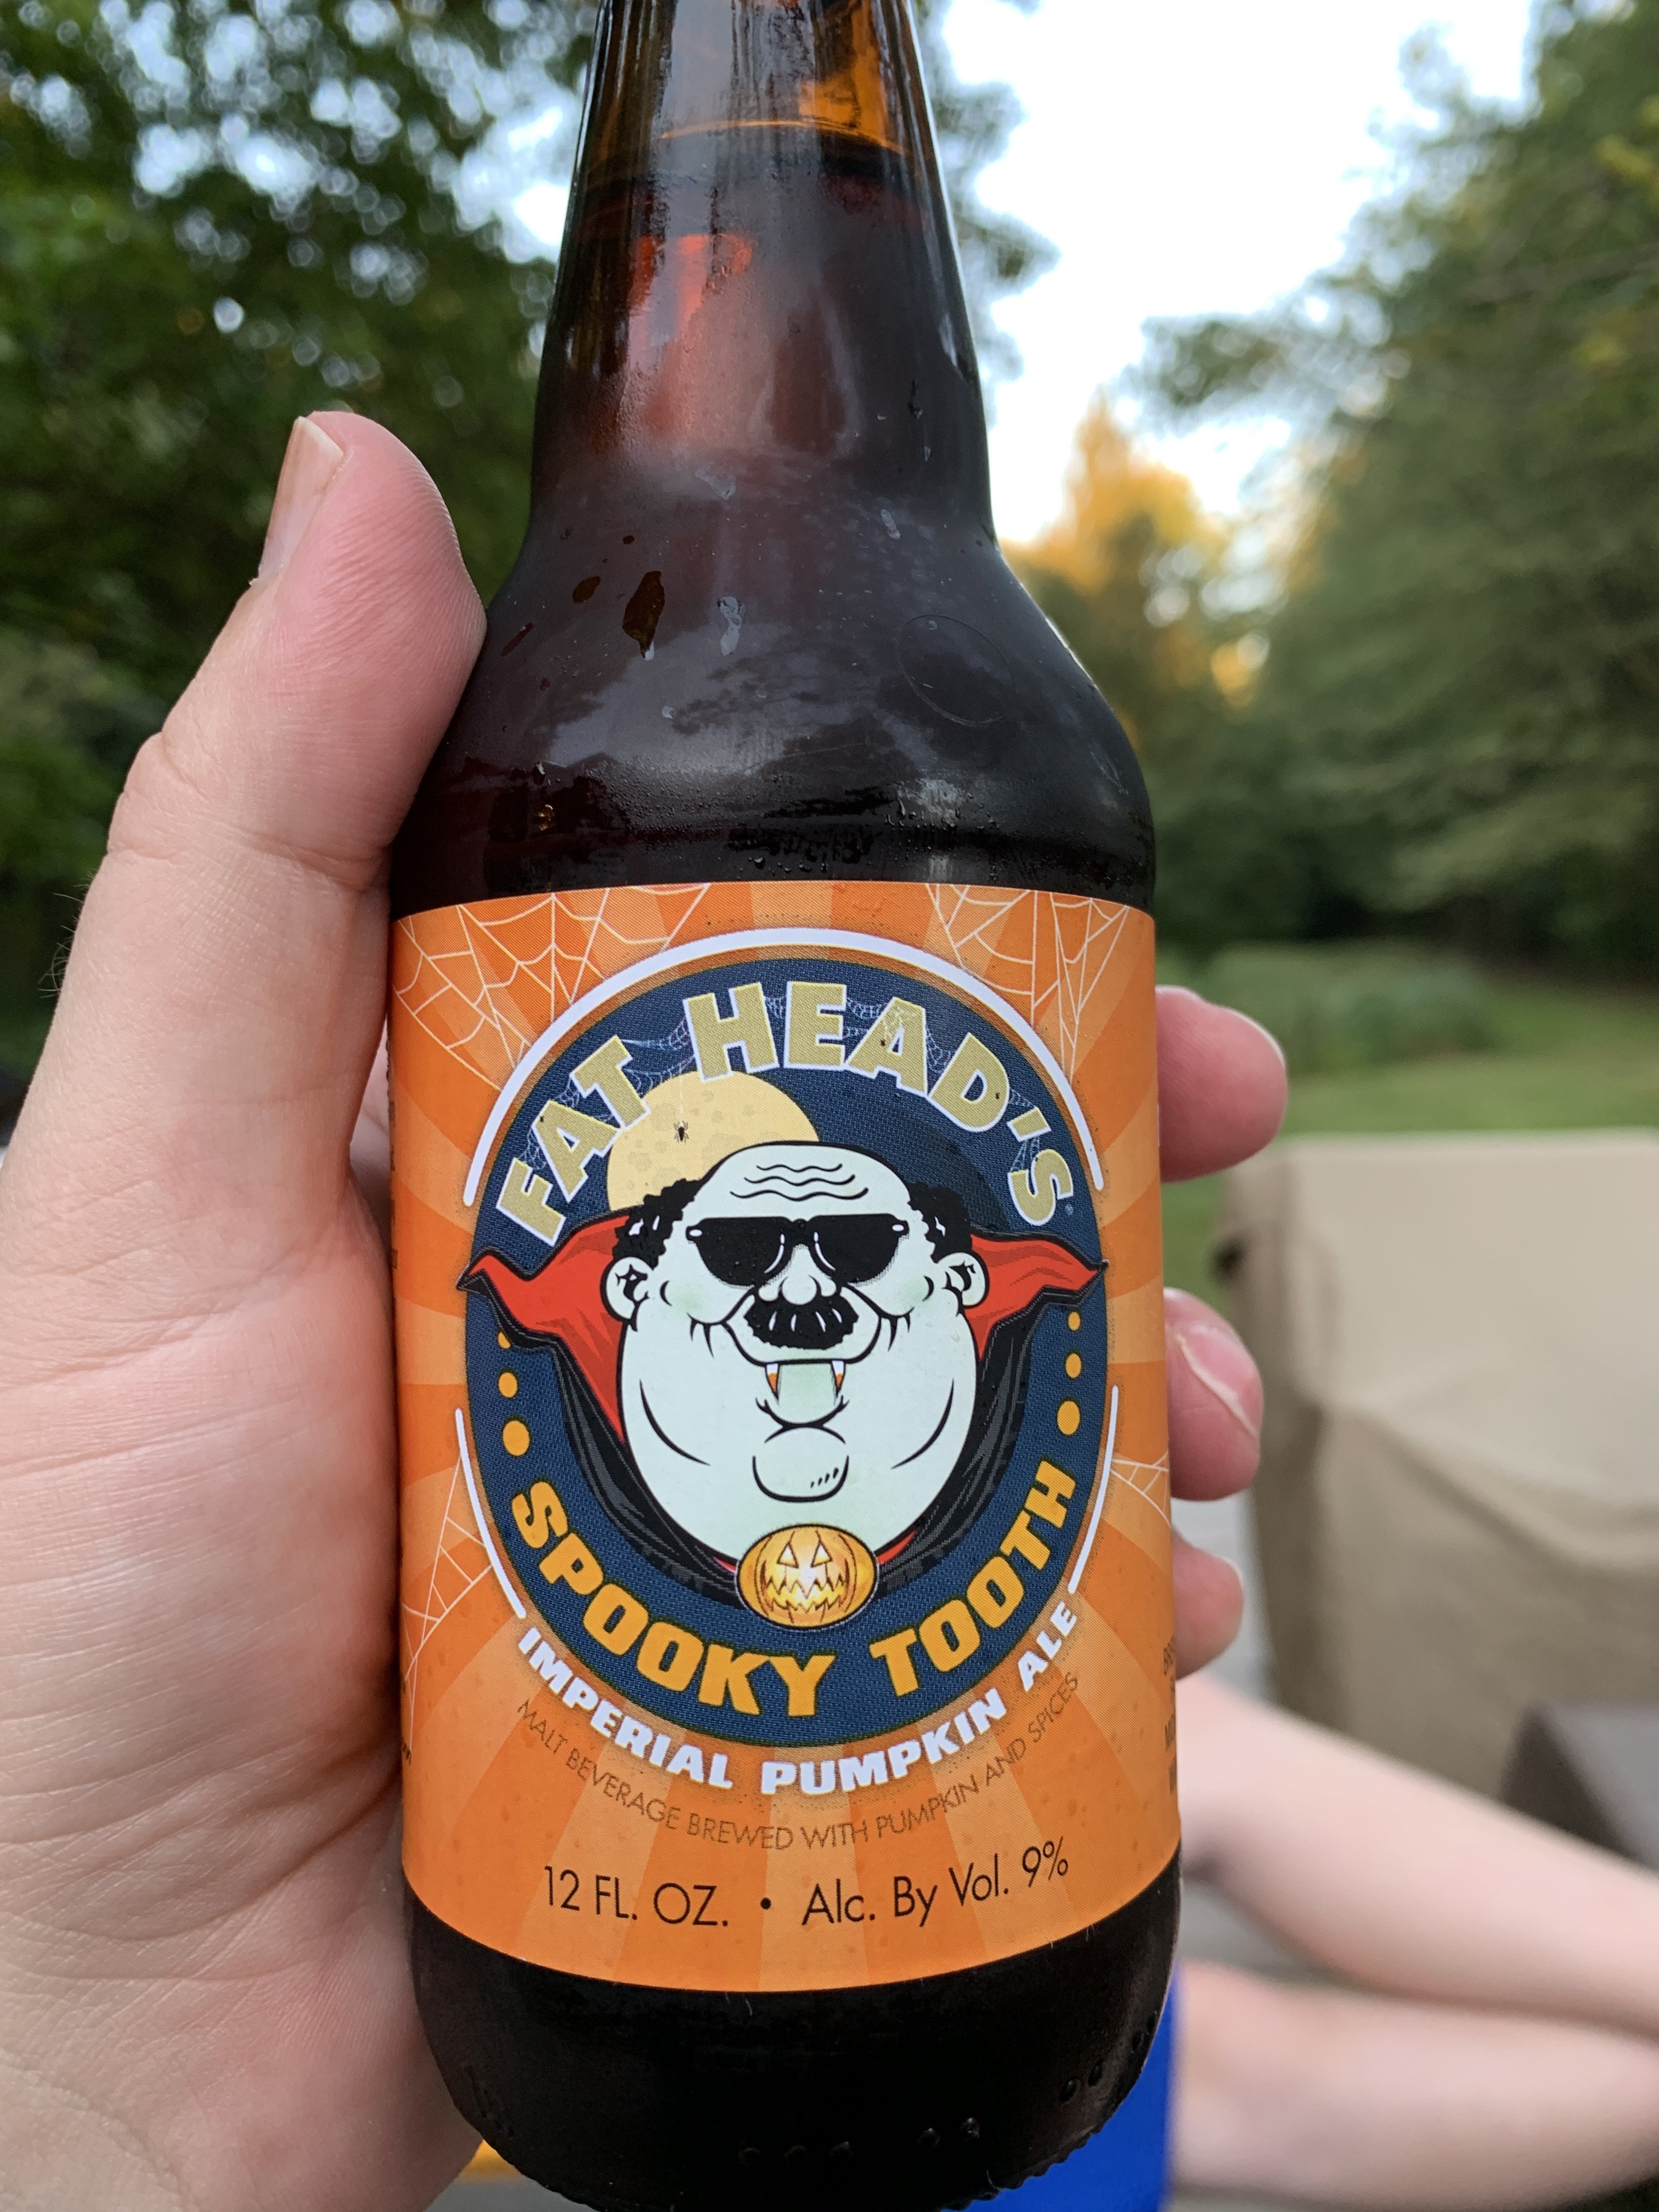 FAT HEAD'S
SPOOKY TOOTH
IMPERIAL PUMPKIN ALE
MALT BEVERAGE BREWED WITH PUMPKIN AND SPICES
12 FL. OZ. • Alc. By Vol. 9%